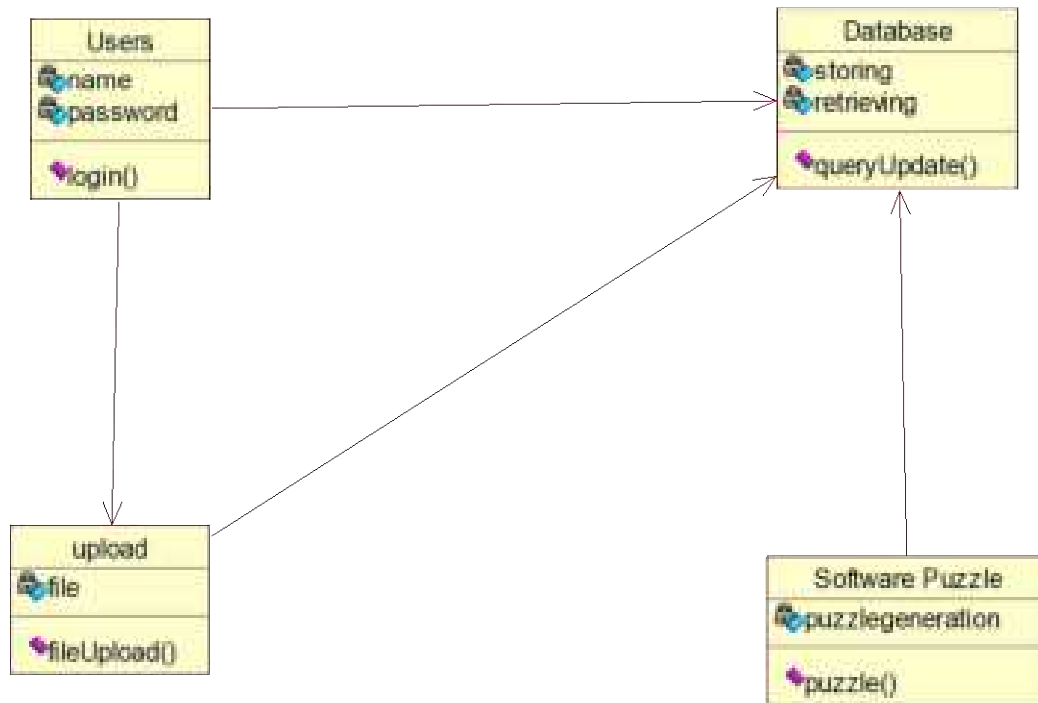 Users
name
password
login()
Database
storing
retrieving
queryUpdate()
upload
file
fileUpload()
Software Puzzle
puzzlegeneration
puzzle()